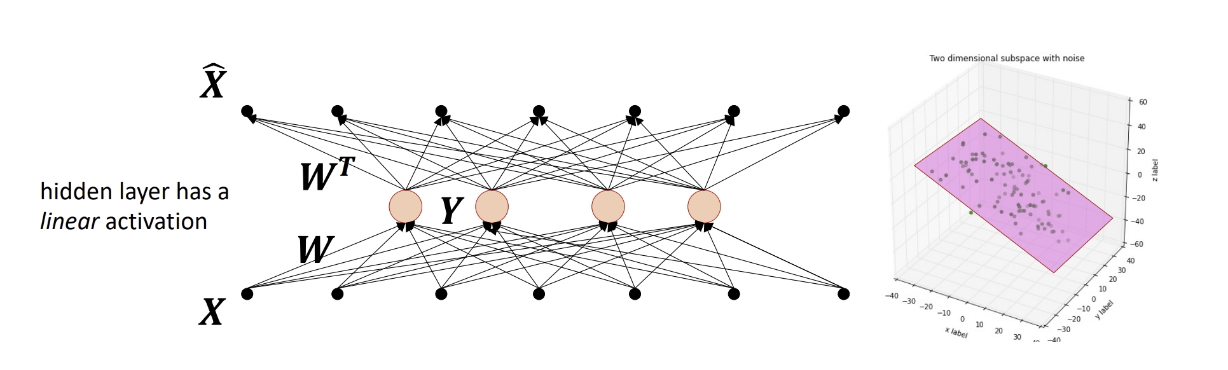 X̂
Two dimensional subspace with noise
W^T
hidden layer has a
linear activation
Y
W
X
60
40
20
0
−20
−40
−60
z label
−40 −30 −20 −10 0 10 20 30
x label
−40 −30 −20 −10 0 10 20 30 40
y label